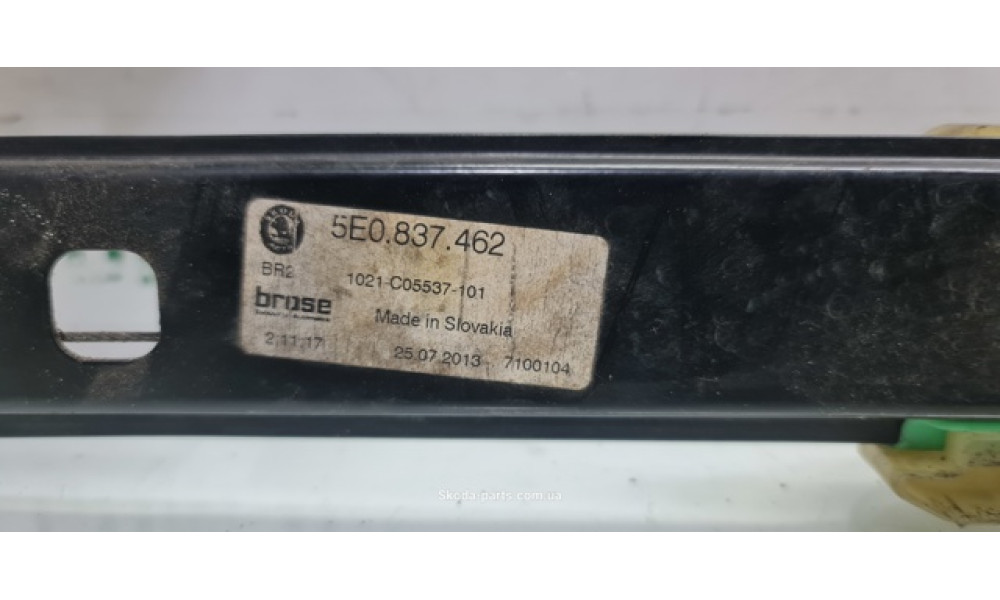 SKODA
5E0.837.462
BR2
1021-C05537-101
brose
Made in Slovakia
2.11.17
25.07.2013 7100104
Skoda-parts.com.ua